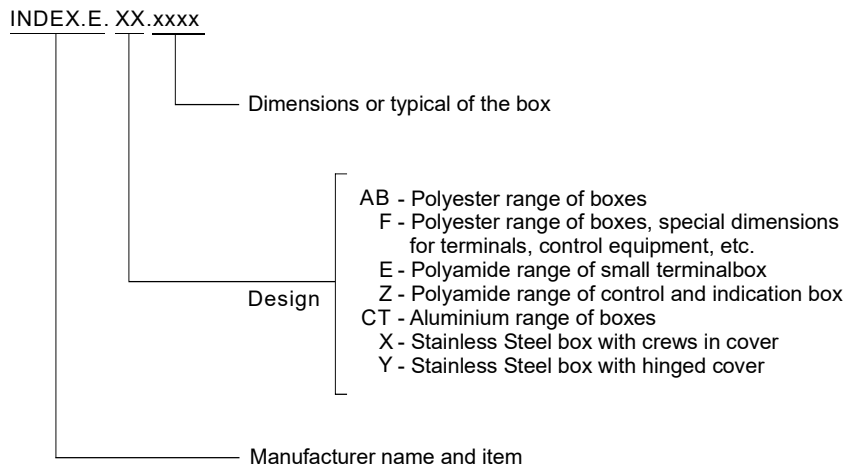 INDEX.E. XX.xxxx
Dimensions or typical of the box
AB - Polyester range of boxes
F - Polyester range of boxes, special dimensions
for terminals, control equipment, etc.
E - Polyamide range of small terminalbox
Z - Polyamide range of control and indication box
Design
CT - Aluminium range of boxes
X - Stainless Steel box with crews in cover
Y - Stainless Steel box with hinged cover
Manufacturer name and item